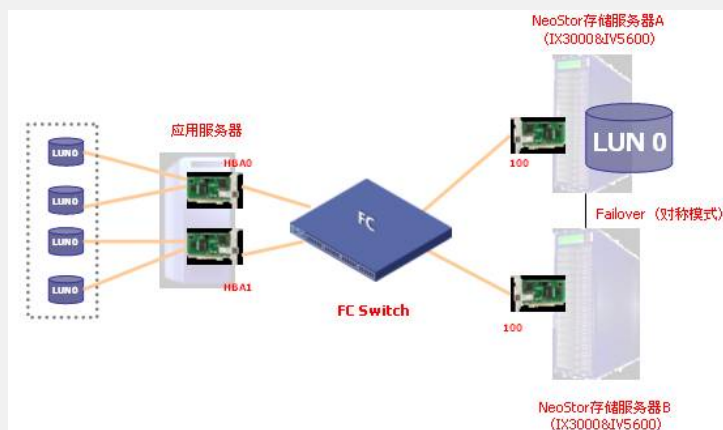 NeoStor存储服务器A
(IX3000&IV5600)
应用服务器
LUN0
LUN0
LUN0
LUN0
HBA0
HBA1
FC
FC Switch
100
LUN 0
Failover (对称模式)
100
NeoStor存储服务器B
(IX3000&IV5600)